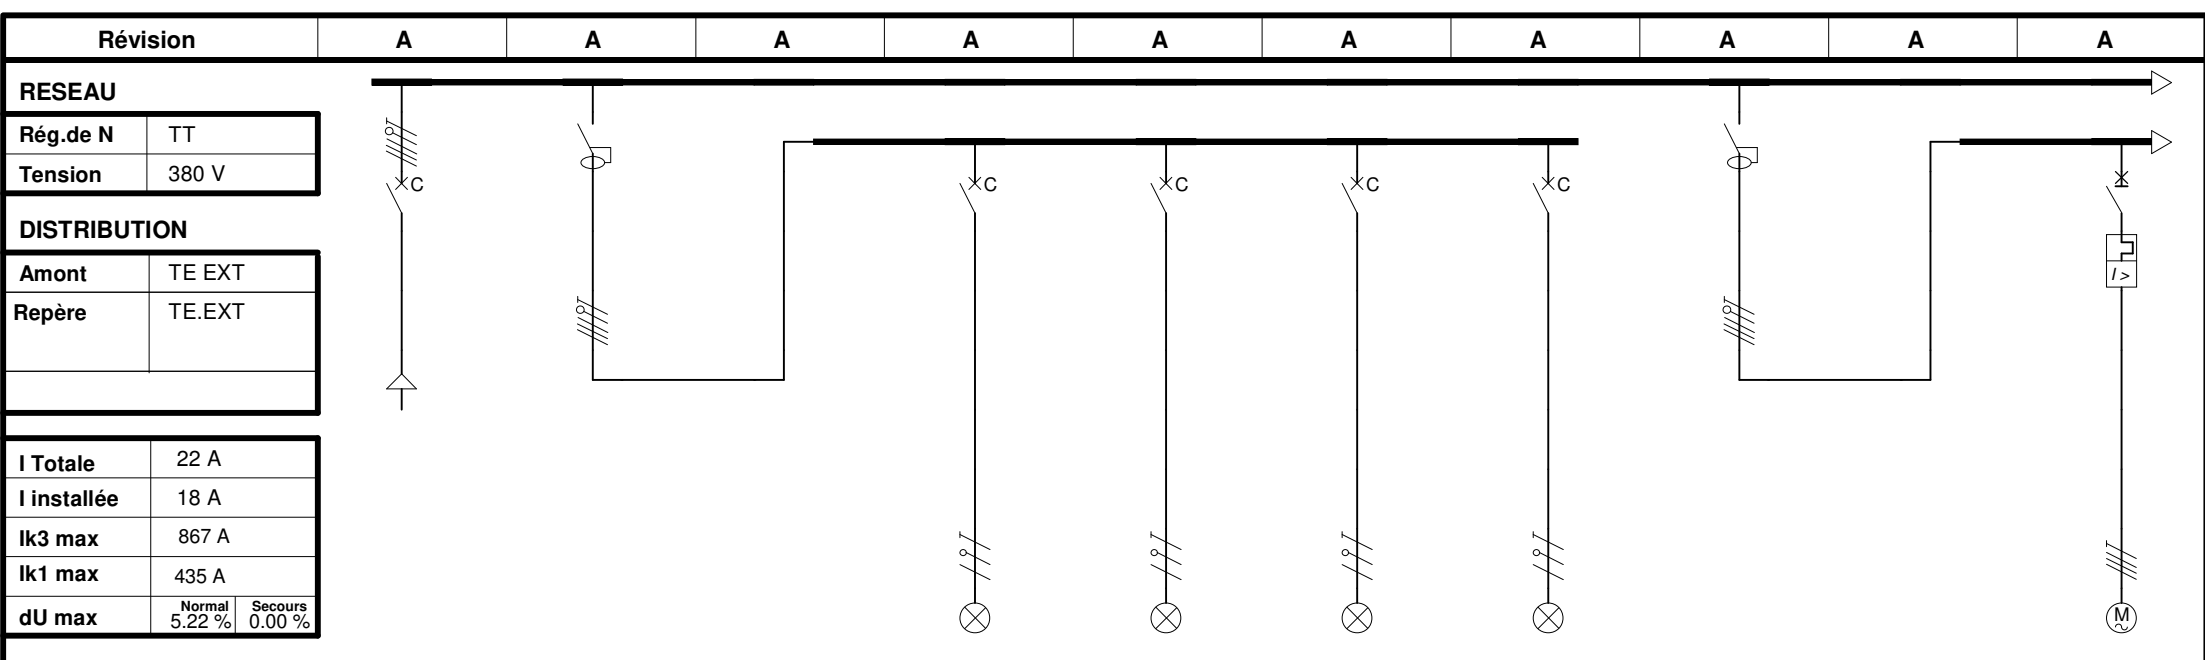 Révision A A A A A A A A A A
RESEAU
Rég.de N TT
Tension 380 V
C C C C C
DISTRIBUTION
Amont TE EXT
I >
Repère TE.EXT
I Totale 22 A
I installée 18 A
Ik3 max 867 A
Ik1 max 435 A
Normal Secours
dU max 5.22 % 0.00 %
M
~